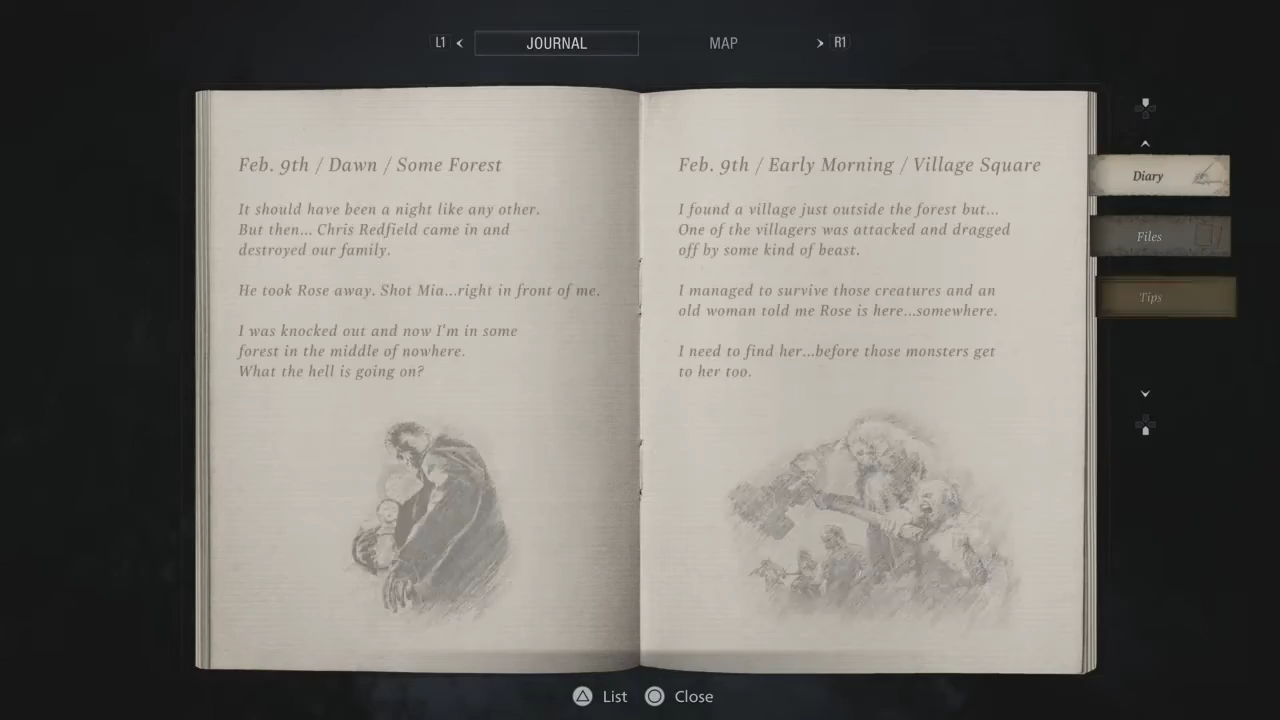 L1 JOURNAL MAP R1
Feb. 9th / Dawn / Some Forest
It should have been a night like any other.
But then... Chris Redfield came in and
destroyed our family.
He took Rose away. Shot Mia...right in front of me.
I was knocked out and now I'm in some
forest in the middle of nowhere.
What the hell is going on?
Feb. 9th / Early Morning / Village Square
I found a village just outside the forest but...
One of the villagers was attacked and dragged
off by some kind of beast.
I managed to survive those creatures and an
old woman told me Rose is here...somewhere.
I need to find her...before those monsters get
to her too.
Diary
Files
Tips
List Close